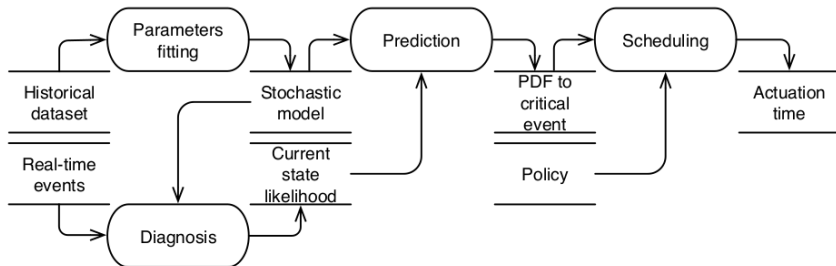 Parameters
fitting
Prediction
Scheduling
Historical
dataset
Stochastic
model
PDF to
critical
event
Actuation
time
Real-time
events
Current
state
likelihood
Policy
Diagnosis